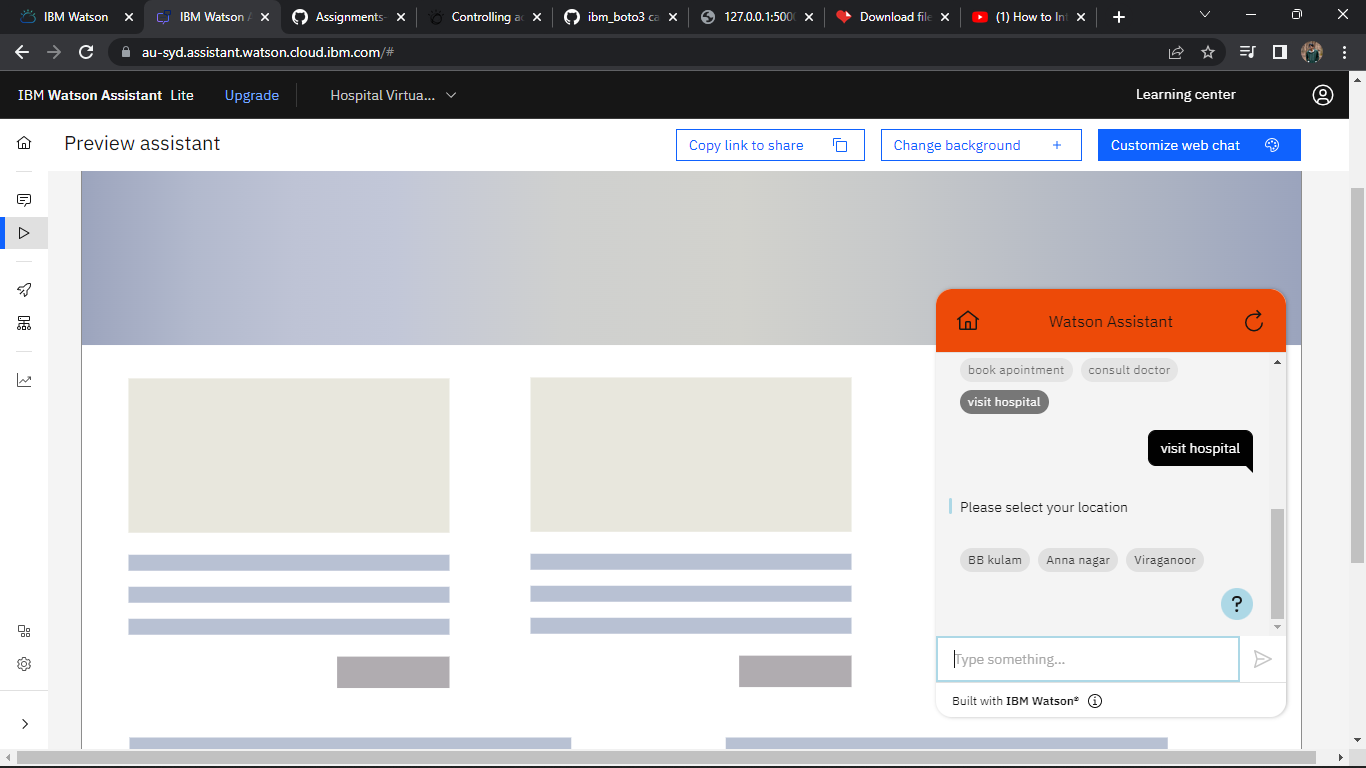 IBM Watson
IBM Watson A
Assignments-
Controlling ac
ibm_boto3 ca
127.0.0.1:5000
Download file
(1) How to Int
au-syd.assistant.watson.cloud.ibm.com/#
IBM Watson Assistant Lite
Upgrade
Hospital Virtua...
Learning center
Preview assistant
Copy link to share
Change background +
Customize web chat
Watson Assistant
book apointment
consult doctor
visit hospital
visit hospital
Please select your location
BB kulam
Anna nagar
Viraganoor
?
Type something...
Built with IBM Watson®